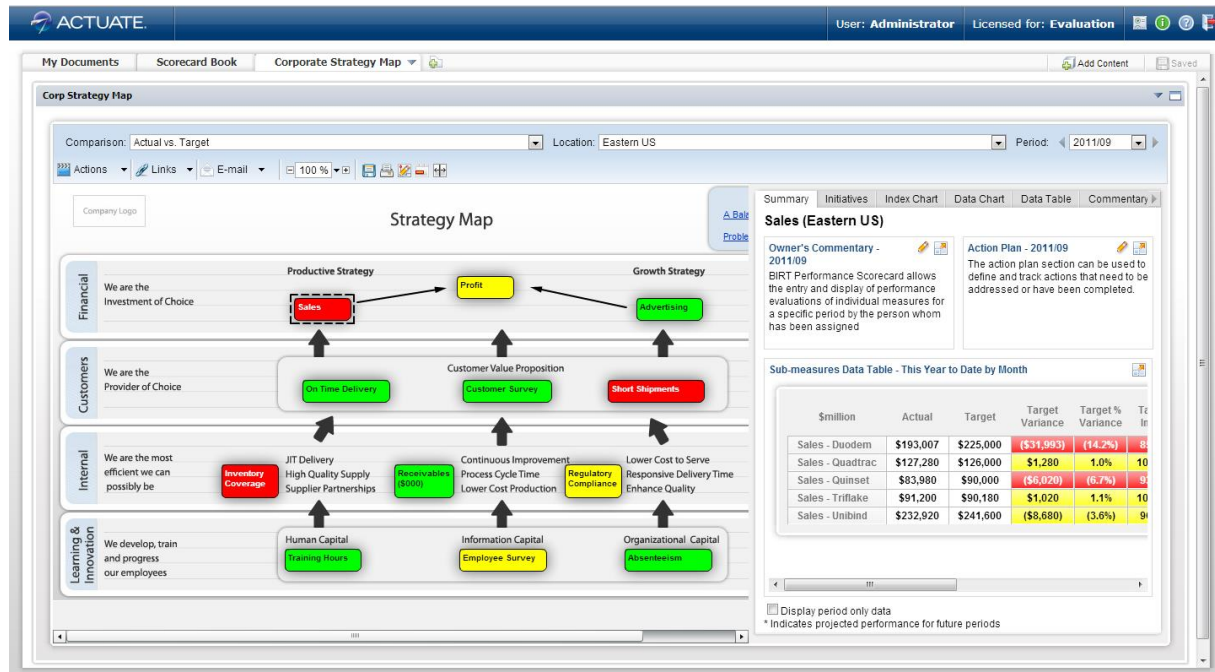 ACTUATE.
User: Administrator
Licensed for: Evaluation
My Documents
Scorecard Book
Corporate Strategy Map
Add Content
Saved
Corp Strategy Map
Comparison: Actual vs. Target
Location: Eastern US
Period: 2011/09
Actions
Links
E-mail
100 %
Company Logo
Strategy Map
A Bala
Proble
Financial
We are the
Investment of Choice
Productive Strategy
Growth Strategy
Sales
Profit
Advertising
Customers
We are the
Provider of Choice
Customer Value Proposition
On Time Delivery
Customer Survey
Short Shipments
Internal
We are the most
efficient we can
possibly be
Inventory
Coverage
JIT Delivery
High Quality Supply
Supplier Partnerships
Receivables
($000)
Continuous Improvement
Process Cycle Time
Lower Cost Production
Regulatory
Compliance
Lower Cost to Serve
Responsive Delivery Time
Enhance Quality
Learning &
Innovation
We develop, train
and progress
our employees
Human Capital
Training Hours
Information Capital
Employee Survey
Organizational Capital
Absenteeism
Summary
Initiatives
Index Chart
Data Chart
Data Table
Commentary
Sales (Eastern US)
Owner's Commentary -
2011/09
BIRT Performance Scorecard allows
the entry and display of performance
evaluations of individual measures for
a specific period by the person whom
has been assigned
Action Plan - 2011/09
The action plan section can be used to
define and track actions that need to be
addressed or have been completed.
Sub-measures Data Table - This Year to Date by Month
$million Actual Target Target Variance Target % Variance
Sales - Duodem $193,007 $225,000 ($31,993) (14.2%)
Sales - Quadtrac $127,280 $126,000 $1,280 1.0% 10
Sales - Quinset $83,980 $90,000 ($6,020) (6.7%)
Sales - Triflake $91,200 $90,180 $1,020 1.1% 10
Sales - Unibind $232,920 $241,600 ($8,680) (3.6%)
Display period only data
* Indicates projected performance for future periods